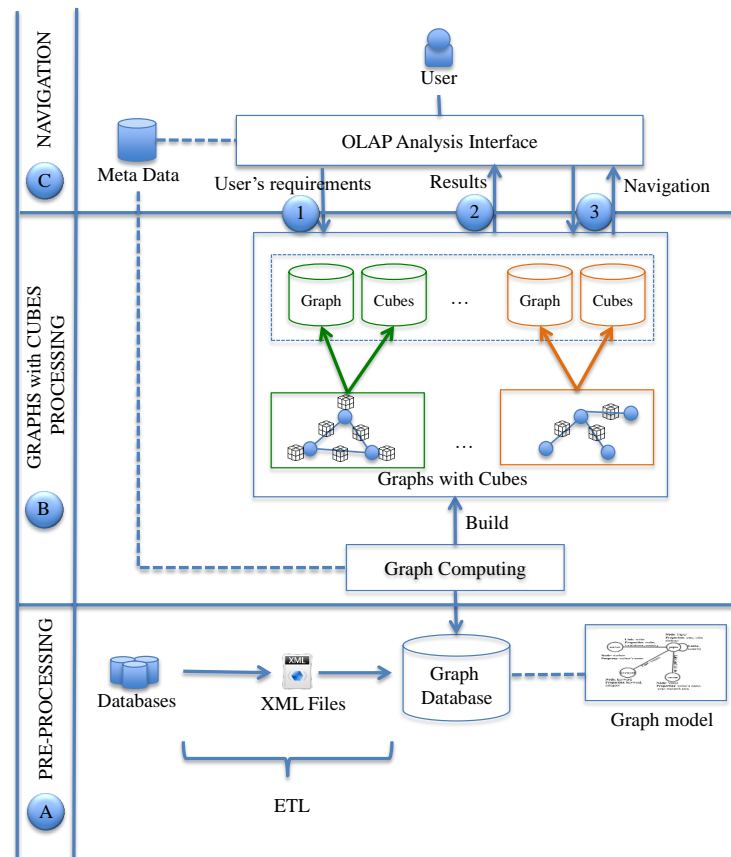 User
NAVIGATION
OLAP Analysis Interface
C
Meta Data
User's requirements
Results
Navigation
1
2
3
GRAPHS with CUBES
PROCESSING
Graph
Cubes
...
Graph
Cubes
...
Graphs with Cubes
B
Build
Graph Computing
PRE-PROCESSING
XML
Databases
XML Files
Graph
Database
Graph model
ETL
A